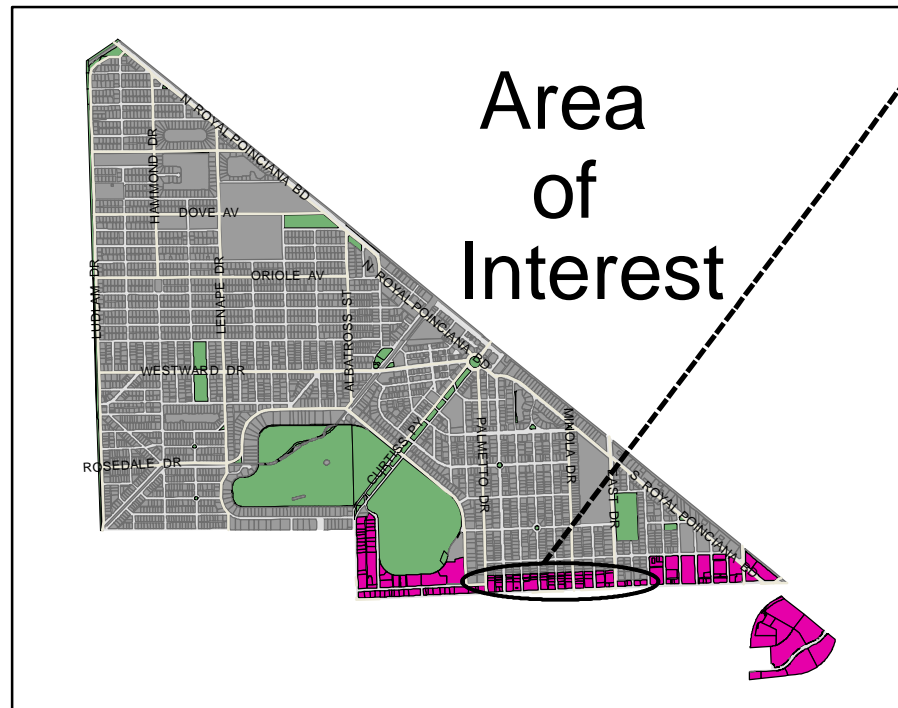 Area
of
Interest
N ROYAL POINCIANA BD
HAMMOND DR
DOVE AV
LUDLAM DR
LENAPE DR
ORIOLE AV
ALBATROSS ST
N ROYAL POINCIANA BD
WESTWARD DR
CURTISS PY
PALMETTO DR
MINOLA DR
ROSEDALE DR
EAST DR
S ROYAL POINCIANA BD